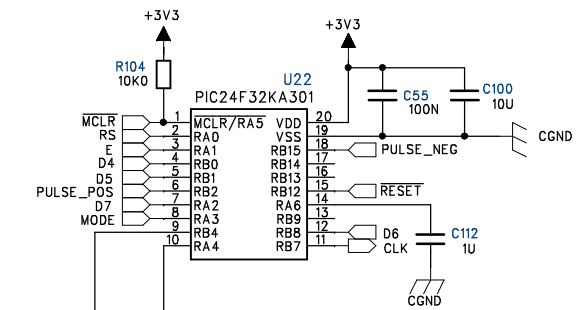 +3V3
+3V3
R104
10K0
U22
PIC24F32KA301
C55
100N
C100
10U
CGND
MCLR 1 MCLR/RA5 VDD 20
RS 2 RA0 VSS 19
E 3 RA1 RB15 18 PULSE_NEG
D4 4 RB0 RB14 17
D5 5 RB1 RB13 16
PULSE_POS 6 RB2 RB12 15 RESET
D7 7 RA2 RA6 14
MODE 8 RA3 RB9 13
9 RB4 RB8 12 D6
10 RA4 RB7 11 CLK
C112
1U
CGND